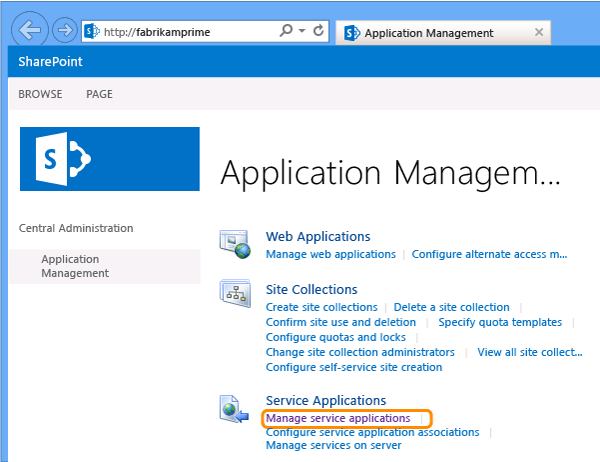 http://fabrikamprime
Application Management
SharePoint
BROWSE PAGE
S
Application Managem...
Central Administration
Application
Management
Web Applications
Manage web applications | Configure alternate access m...
Site Collections
Create site collections | Delete a site collection |
Confirm site use and deletion | Specify quota templates |
Configure quotas and locks |
Change site collection administrators | View all site collect...
Configure self-service site creation
Service Applications
Manage service applications |
Configure service application associations |
Manage services on server